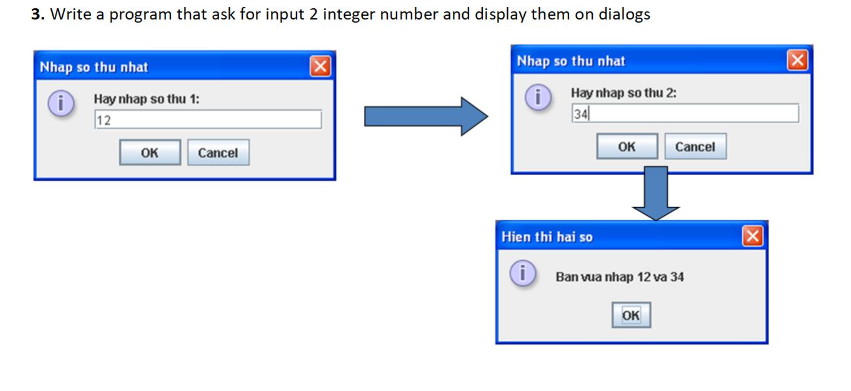 3. Write a program that ask for input 2 integer number and display them on dialogs
Nhap so thu nhat
Hay nhap so thu 1:
12
OK Cancel
Nhap so thu nhat
Hay nhap so thu 2:
34
OK Cancel
Hien thi hai so
Ban vua nhap 12 va 34
OK